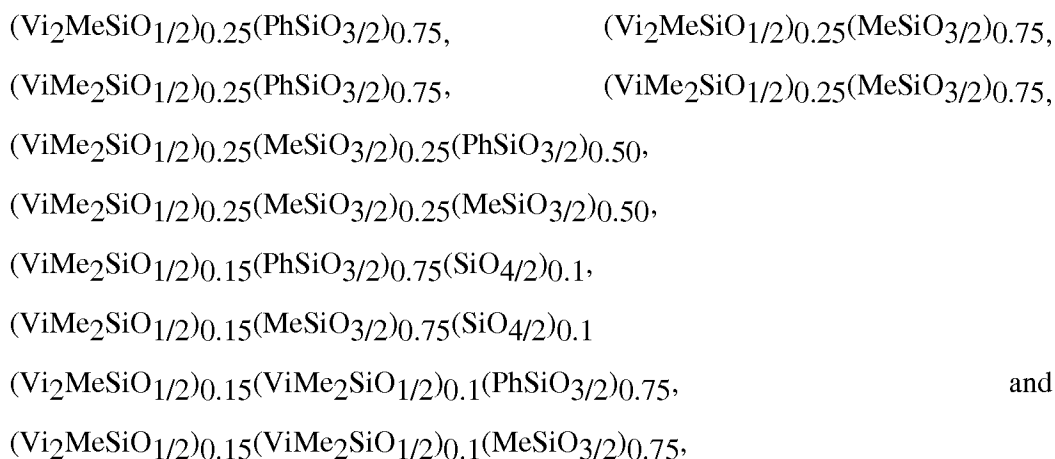 (Vi2MeSiO1/2)0.25(PhSiO3/2)0.75, (Vi2MeSiO1/2)0.25(MeSiO3/2)0.75,
(ViMe2SiO1/2)0.25(PhSiO3/2)0.75, (ViMe2SiO1/2)0.25(MeSiO3/2)0.75,
(ViMe2SiO1/2)0.25(MeSiO3/2)0.25(PhSiO3/2)0.50,
(ViMe2SiO1/2)0.25(MeSiO3/2)0.25(MeSiO3/2)0.50,
(ViMe2SiO1/2)0.15(PhSiO3/2)0.75(SiO4/2)0.1,
(ViMe2SiO1/2)0.15(MeSiO3/2)0.75(SiO4/2)0.1
(Vi2MeSiO1/2)0.15(ViMe2SiO1/2)0.1(PhSiO3/2)0.75, and
(Vi2MeSiO1/2)0.15(ViMe2SiO1/2)0.1(MeSiO3/2)0.75,